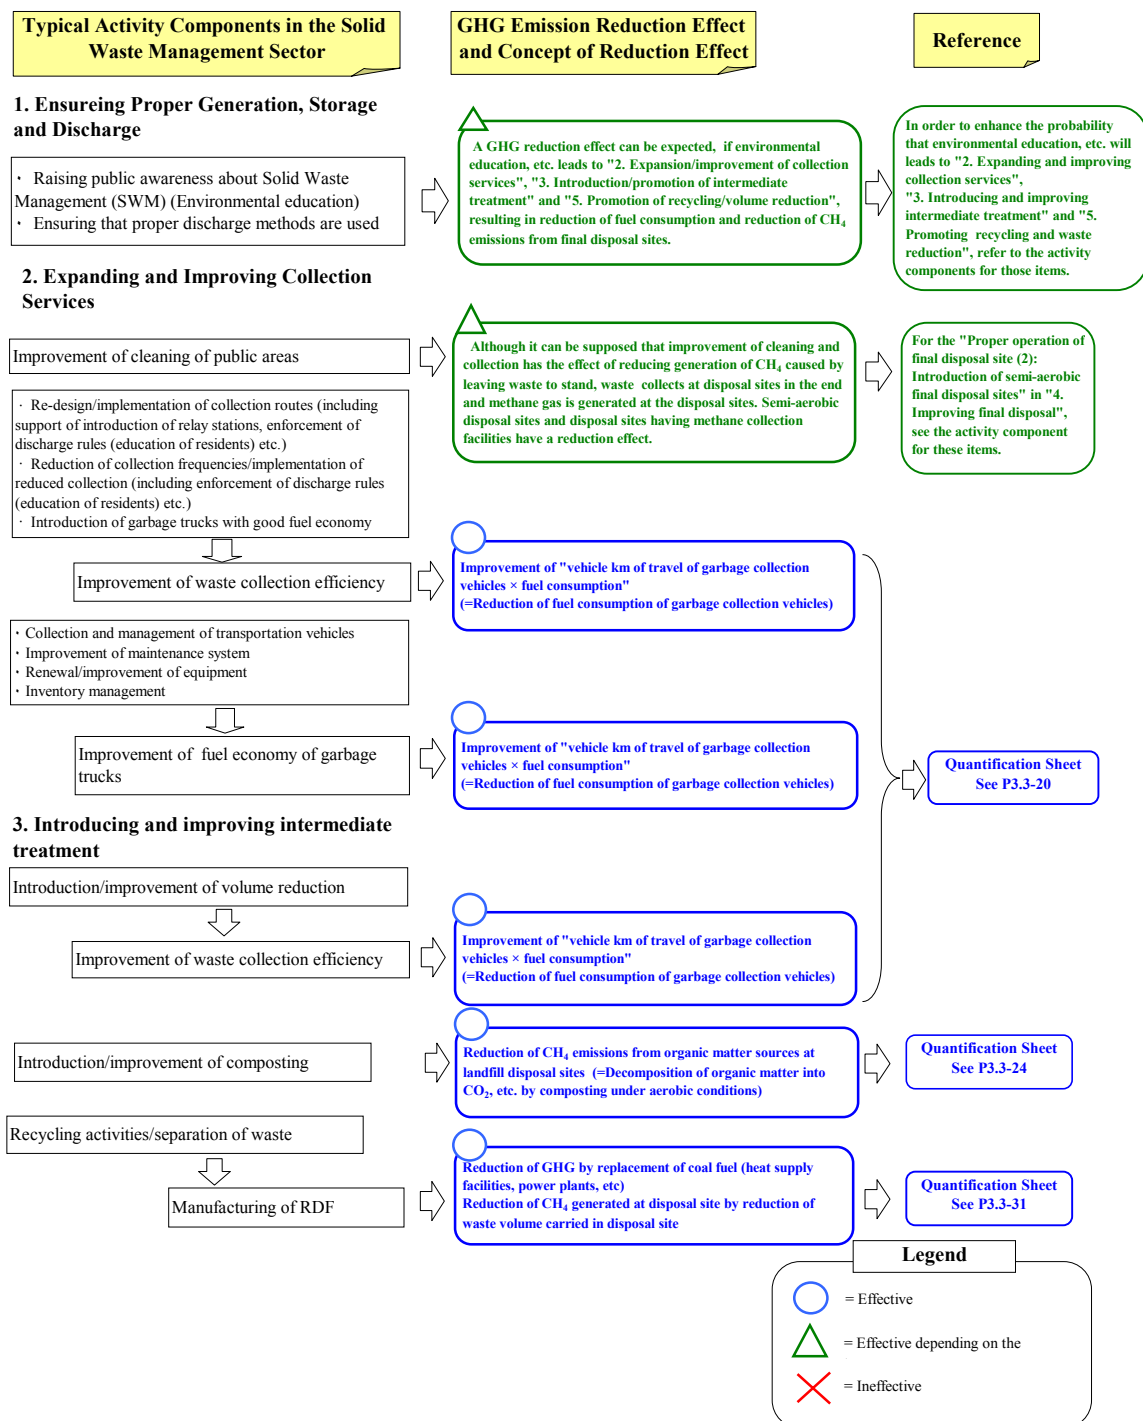 Typical Activity Components in the Solid
Waste Management Sector
GHG Emission Reduction Effect
and Concept of Reduction Effect
Reference
1. Ensureing Proper Generation, Storage
and Discharge
・ Raising public awareness about Solid Waste
Management (SWM) (Environmental education)
・ Ensuring that proper discharge methods are used
A GHG reduction effect can be expected, if environmental
education, etc. leads to "2. Expansion/improvement of collection
services", "3. Introduction/promotion of intermediate
treatment" and "5. Promotion of recycling/volume reduction",
resulting in reduction of fuel consumption and reduction of CH₄
emissions from final disposal sites.
In order to enhance the probability
that environmental education, etc. will
leads to "2. Expanding and improving
collection services",
"3. Introducing and improving
intermediate treatment" and "5.
Promoting recycling and waste
reduction", refer to the activity
components for those items.
2. Expanding and Improving Collection
Services
Improvement of cleaning of public areas
Although it can be supposed that improvement of cleaning and
collection has the effect of reducing generation of CH₄ caused by
leaving waste to stand, waste collects at disposal sites in the end
and methane gas is generated at the disposal sites. Semi-aerobic
disposal sites and disposal sites having methane collection
facilities have a reduction effect.
For the "Proper operation of
final disposal site (2):
Introduction of semi-aerobic
final disposal sites" in "4.
Improving final disposal",
see the activity component
for these items.
・ Re-design/implementation of collection routes (including
support of introduction of relay stations, enforcement of
discharge rules (education of residents) etc.)
・ Reduction of collection frequencies/implementation of
reduced collection (including enforcement of discharge rules
(education of residents) etc.)
・ Introduction of garbage trucks with good fuel economy
Improvement of waste collection efficiency
Improvement of "vehicle km of travel of garbage collection
vehicles × fuel consumption"
(=Reduction of fuel consumption of garbage collection vehicles)
・ Collection and management of transportation vehicles
・ Improvement of maintenance system
・ Renewal/improvement of equipment
・ Inventory management
Improvement of fuel economy of garbage
trucks
Improvement of "vehicle km of travel of garbage collection
vehicles × fuel consumption"
(=Reduction of fuel consumption of garbage collection vehicles)
Quantification Sheet
See P3.3-20
3. Introducing and improving intermediate
treatment
Introduction/improvement of volume reduction
Improvement of waste collection efficiency
Improvement of "vehicle km of travel of garbage collection
vehicles × fuel consumption"
(=Reduction of fuel consumption of garbage collection vehicles)
Introduction/improvement of composting
Reduction of CH₄ emissions from organic matter sources at
landfill disposal sites (=Decomposition of organic matter into
CO₂, etc. by composting under aerobic conditions)
Quantification Sheet
See P3.3-24
Recycling activities/separation of waste
Manufacturing of RDF
Reduction of GHG by replacement of coal fuel (heat supply
facilities, power plants, etc)
Reduction of CH₄ generated at disposal site by reduction of
waste volume carried in disposal site
Quantification Sheet
See P3.3-31
Legend
= Effective
= Effective depending on the
= Ineffective